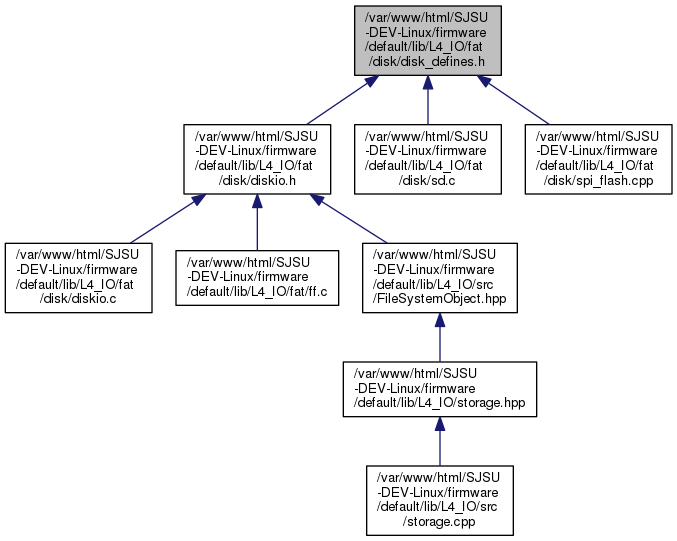 /var/www/html/SJSU
-DEV-Linux/firmware
/default/lib/L4_IO/fat
/disk/disk_defines.h
/var/www/html/SJSU
-DEV-Linux/firmware
/default/lib/L4_IO/fat
/disk/diskio.h
/var/www/html/SJSU
-DEV-Linux/firmware
/default/lib/L4_IO/fat
/disk/sd.c
/var/www/html/SJSU
-DEV-Linux/firmware
/default/lib/L4_IO/fat
/disk/spi_flash.cpp
/var/www/html/SJSU
-DEV-Linux/firmware
/default/lib/L4_IO/fat
/disk/diskio.c
/var/www/html/SJSU
-DEV-Linux/firmware
/default/lib/L4_IO/fat/ff.c
/var/www/html/SJSU
-DEV-Linux/firmware
/default/lib/L4_IO/src
/FileSystemObject.hpp
/var/www/html/SJSU
-DEV-Linux/firmware
/default/lib/L4_IO/storage.hpp
/var/www/html/SJSU
-DEV-Linux/firmware
/default/lib/L4_IO/src
/storage.cpp